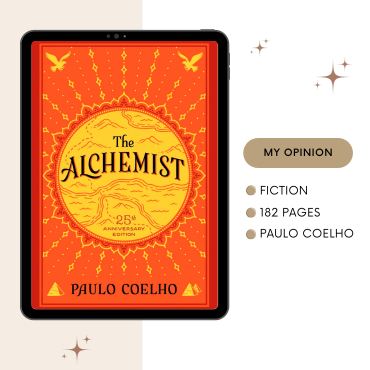 The
ALCHEMIST
25th
ANNIVERSARY
EDITION
PAULO COELHO
MY OPINION
FICTION
182 PAGES
PAULO COELHO